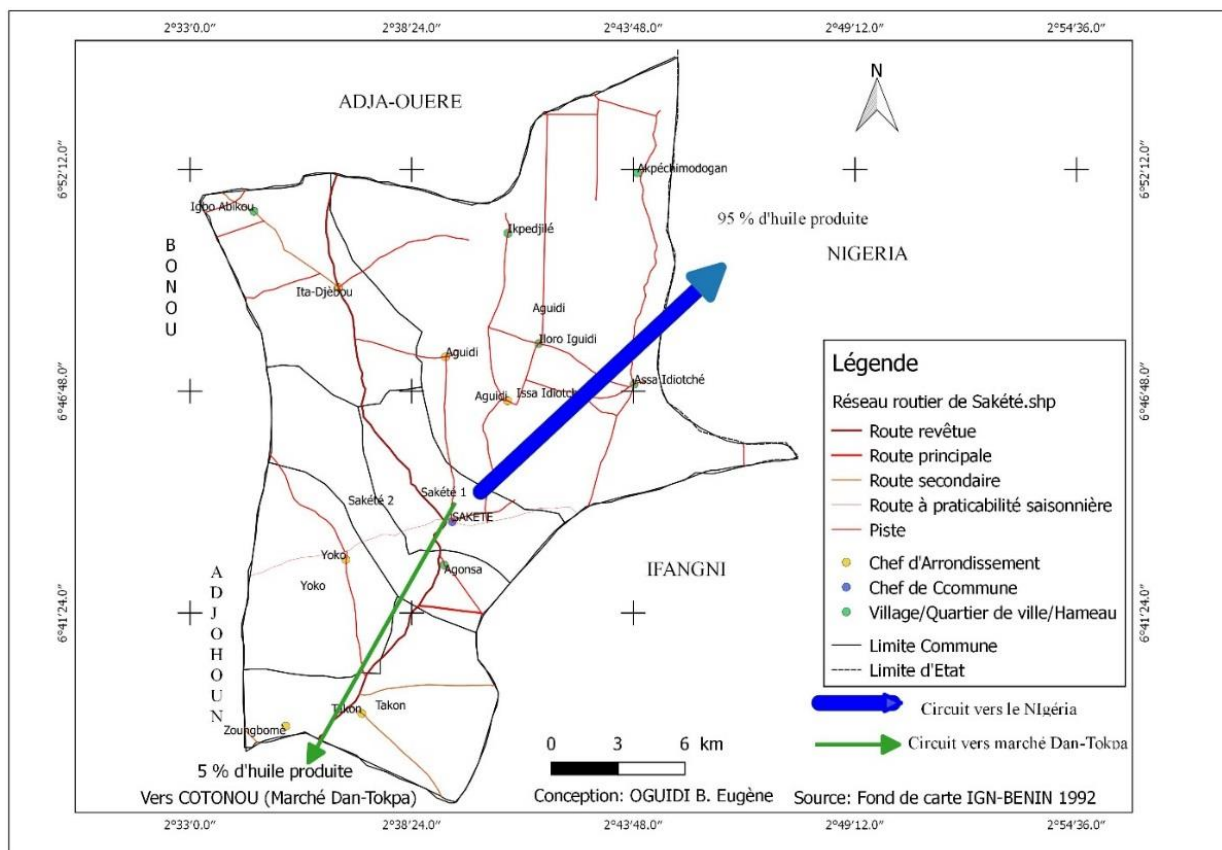 2°33′0.0″
2°38′24.0″
2°43′48.0″
2°49′12.0″
2°54′36.0″
N
ADJA-OUERE
6°52′12.0″
6°52′12.0″
Akpéchimodogan
Igbo Abikou
95 % d'huile produite
Ikpedjilé
NIGERIA
BONOU
Ita-Djèbou
Aguidi
Iloro Iguidi
Aguidi
Assa Idiotché
Issa Idiotch
Aguidi
6°46′48.0″
6°46′48.0″
Légende
Réseau routier de Sakété.shp
Route revêtue
Route principale
Route secondaire
Route à praticabilité saisonnière
Piste
Chef d'Arrondissement
Chef de Ccommune
Village/Quartier de ville/Hameau
Limite Commune
Limite d'Etat
Circuit vers le NIgéria
Circuit vers marché Dan-Tokpa
Sakété 1
Sakété 2
SAKETE
Yoko
Agonsa
IFANGNI
Yoko
ADJOHOUN
6°41′24.0″
6°41′24.0″
Takon
Takon
Zoungbomè
0 3 6 km
5 % d'huile produite
Vers COTONOU (Marché Dan-Tokpa)
Conception: OGUIDI B. Eugène
Source: Fond de carte IGN-BENIN 1992
2°33′0.0″
2°38′24.0″
2°43′48.0″
2°49′12.0″
2°54′36.0″